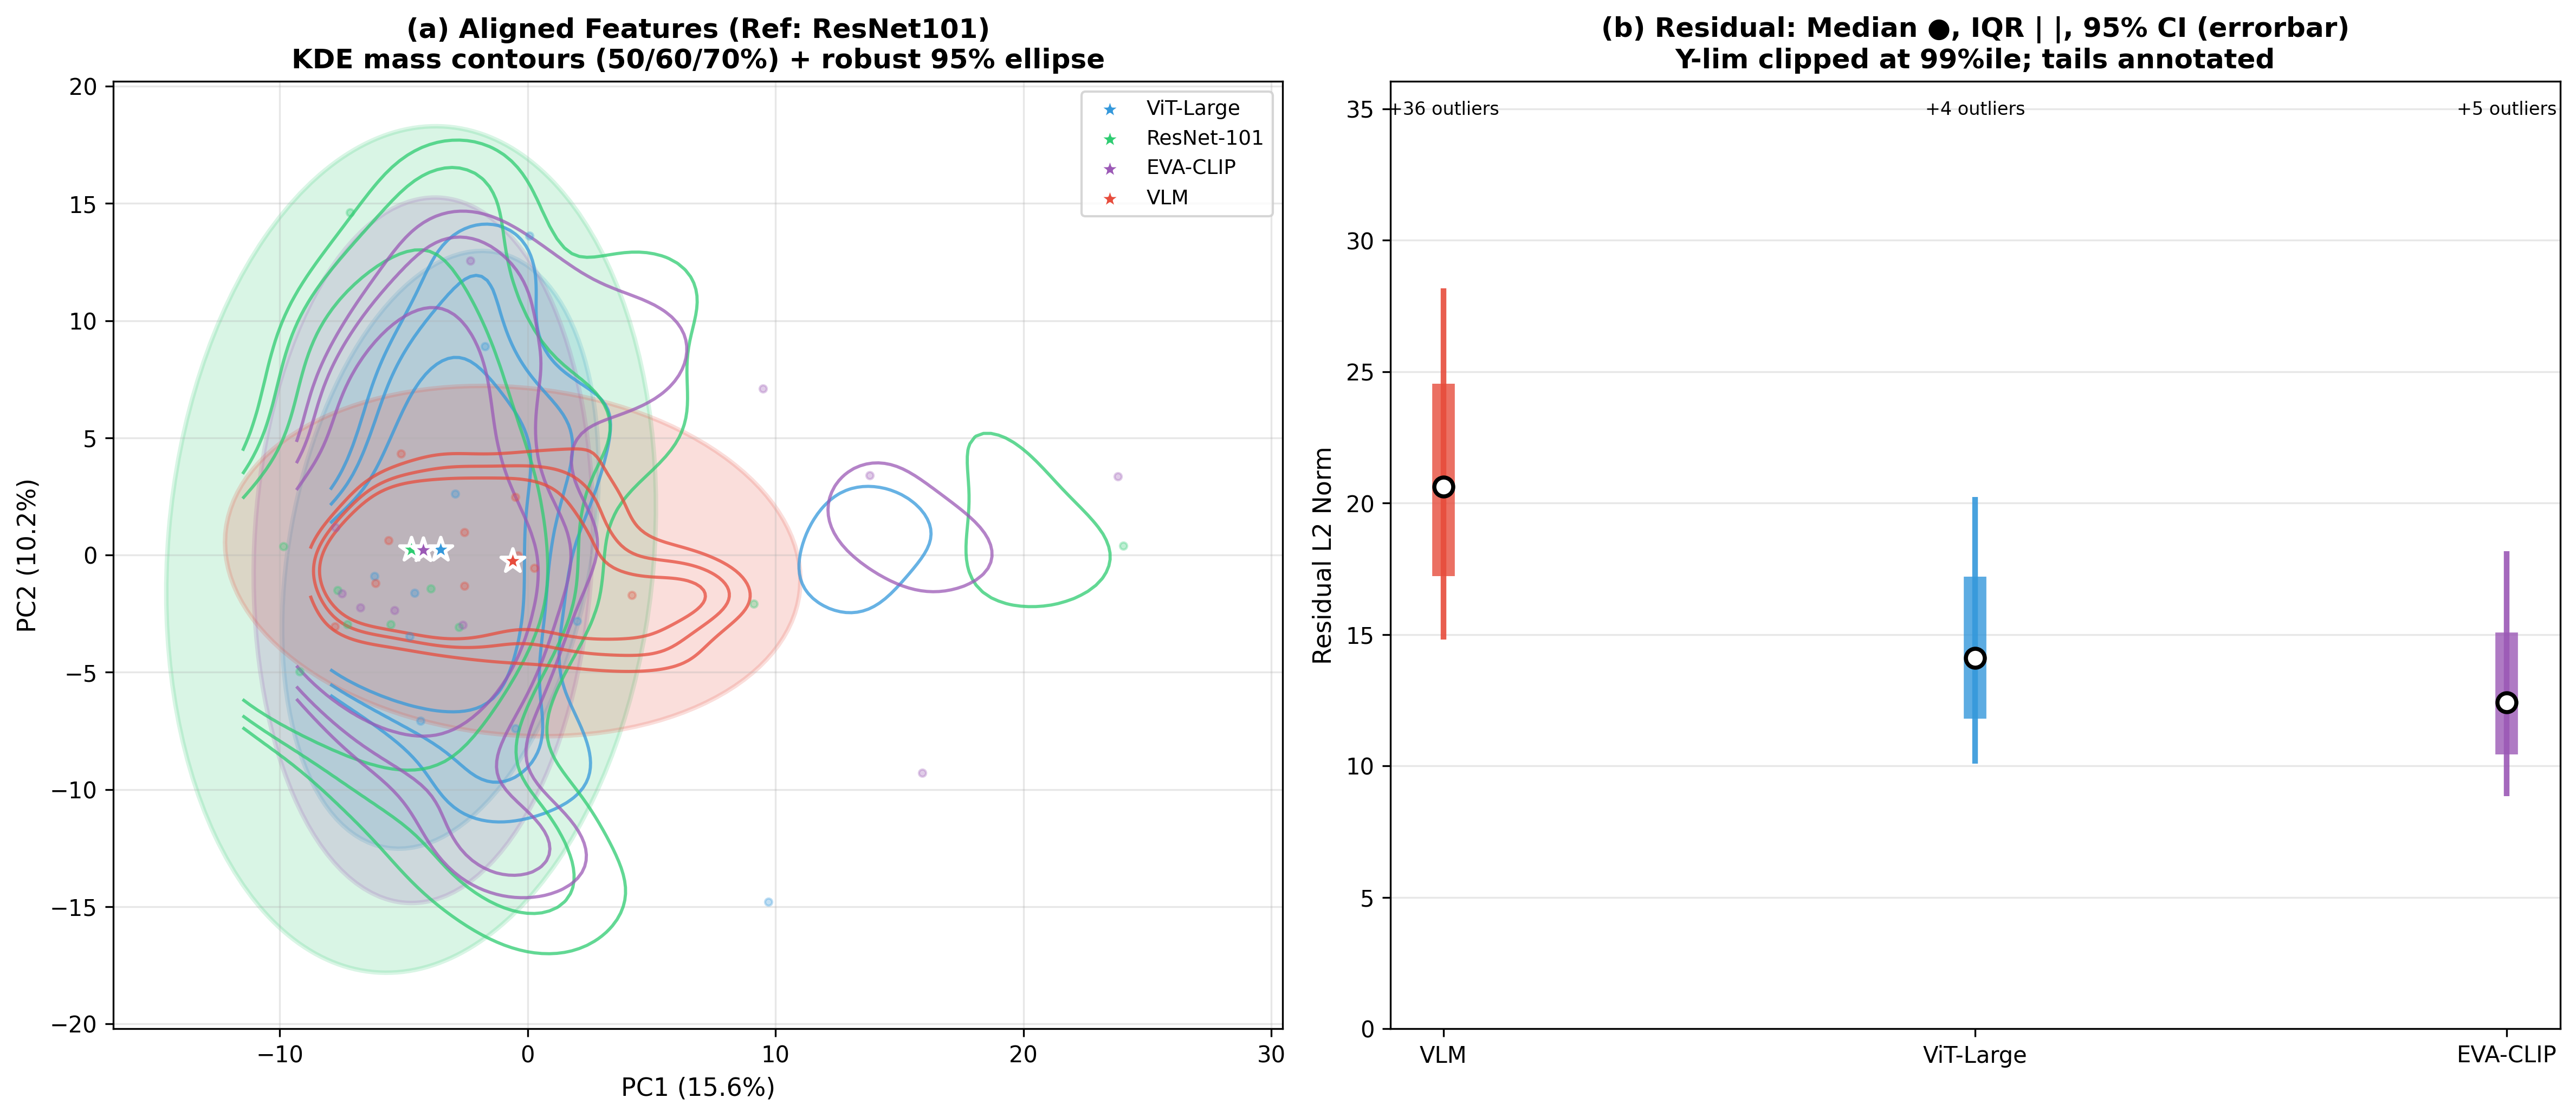 (a) Aligned Features (Ref: ResNet101)
KDE mass contours (50/60/70%) + robust 95% ellipse
20
15
10
5
0
−5
−10
−15
−20
PC2 (10.2%)
−10
0
10
20
30
PC1 (15.6%)
ViT-Large
ResNet-101
EVA-CLIP
VLM
(b) Residual: Median ●, IQR | |, 95% CI (errorbar)
Y-lim clipped at 99%ile; tails annotated
+36 outliers
+4 outliers
+5 outliers
35
30
25
20
15
10
5
0
Residual L2 Norm
VLM
ViT-Large
EVA-CLIP